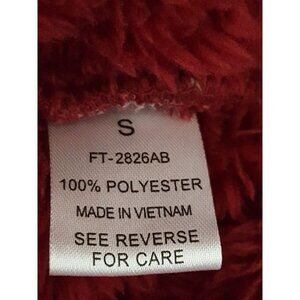 S
FT-2826AB
100% POLYESTER
MADE IN VIETNAM
SEE REVERSE
FOR CARE